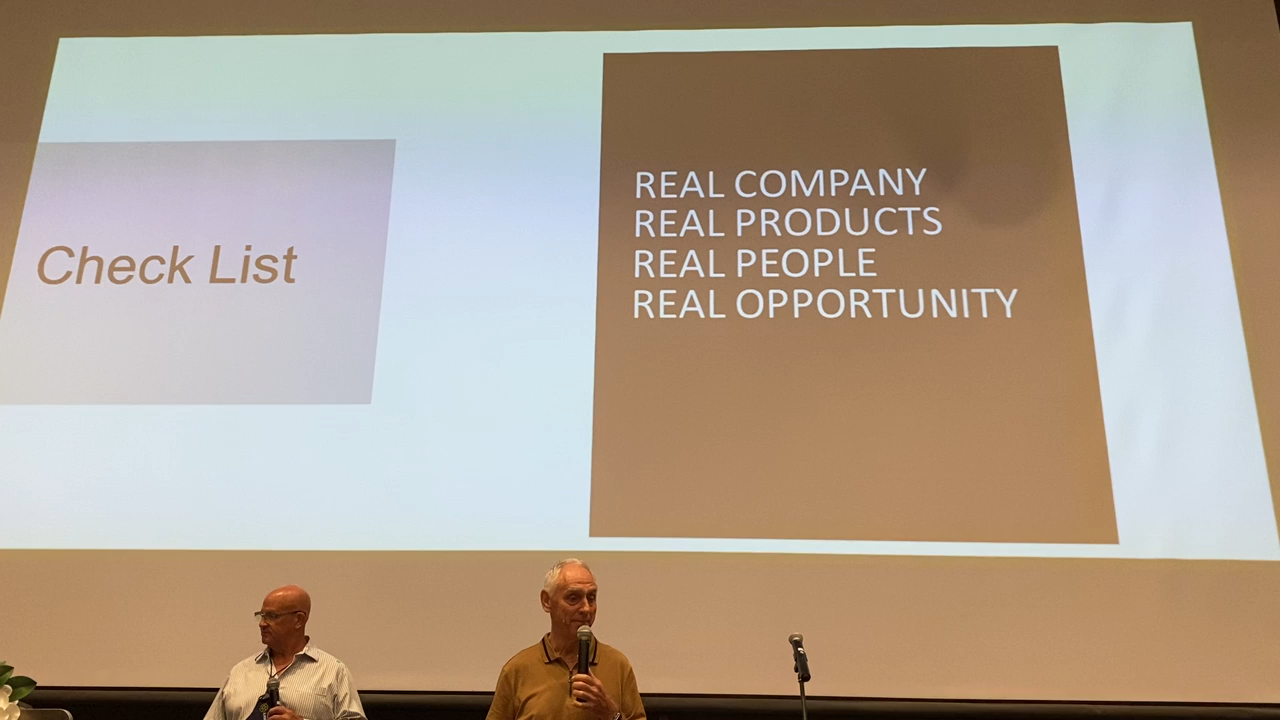 Check List
REAL COMPANY
REAL PRODUCTS
REAL PEOPLE
REAL OPPORTUNITY